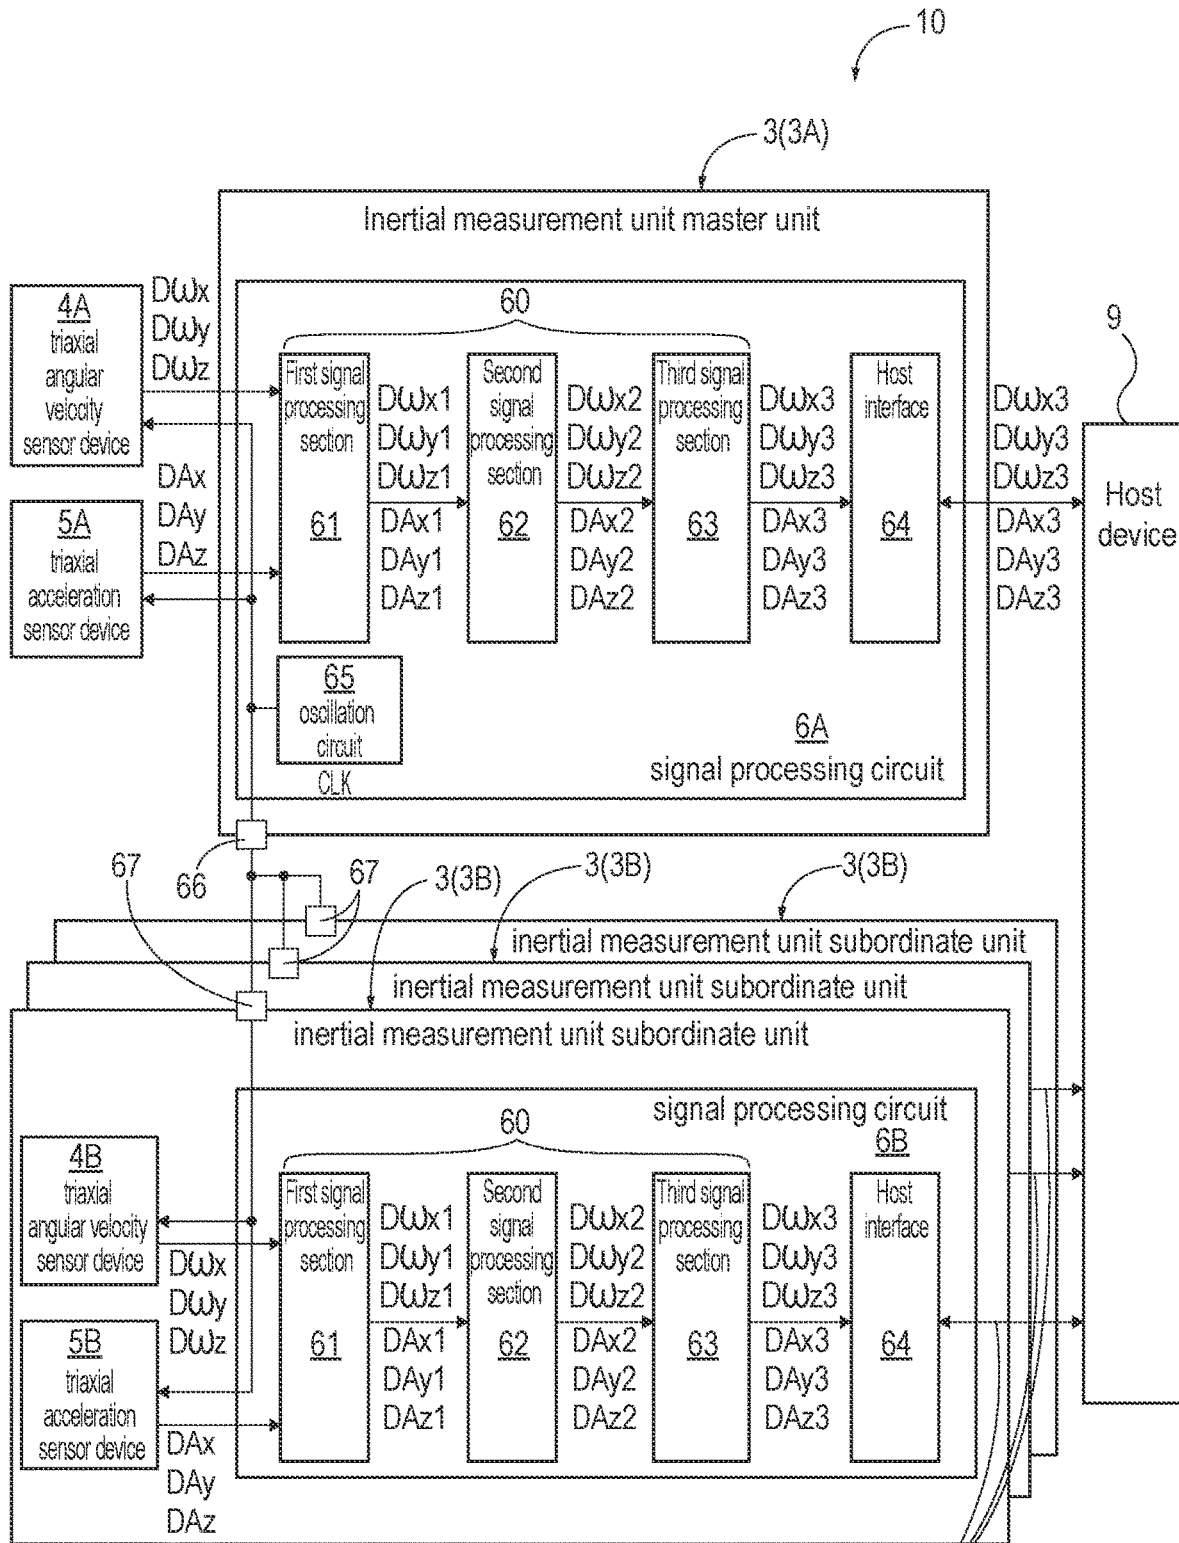 10
3(3A)
Inertial measurement unit master unit
60
4A
triaxial
angular
velocity
sensor device
Dωx
Dωy
Dωz
DAx
DAy
DAz
5A
triaxial
acceleration
sensor device
First signal
processing
section
61
Dωx1
Dωy1
Dωz1
DAx1
DAy1
DAz1
Second
signal
processing
section
62
Dωx2
Dωy2
Dωz2
DAx2
DAy2
DAz2
Third signal
processing
section
63
Dωx3
Dωy3
Dωz3
DAx3
DAy3
DAz3
Host
interface
64
Dωx3
Dωy3
Dωz3
DAx3
DAy3
DAz3
9
Host
device
65
oscillation
circuit
CLK
6A
signal processing circuit
66
67
67
3(3B)
3(3B)
3(3B)
inertial measurement unit subordinate unit
inertial measurement unit subordinate unit
inertial measurement unit subordinate unit
signal processing circuit
6B
60
4B
triaxial
angular velocity
sensor device
Dωx
Dωy
Dωz
5B
triaxial
acceleration
sensor device
DAx
DAy
DAz
First signal
processing
section
61
Dωx1
Dωy1
Dωz1
DAx1
DAy1
DAz1
Second
signal
processing
section
62
Dωx2
Dωy2
Dωz2
DAx2
DAy2
DAz2
Third signal
processing
section
63
Dωx3
Dωy3
Dωz3
DAx3
DAy3
DAz3
Host
interface
64